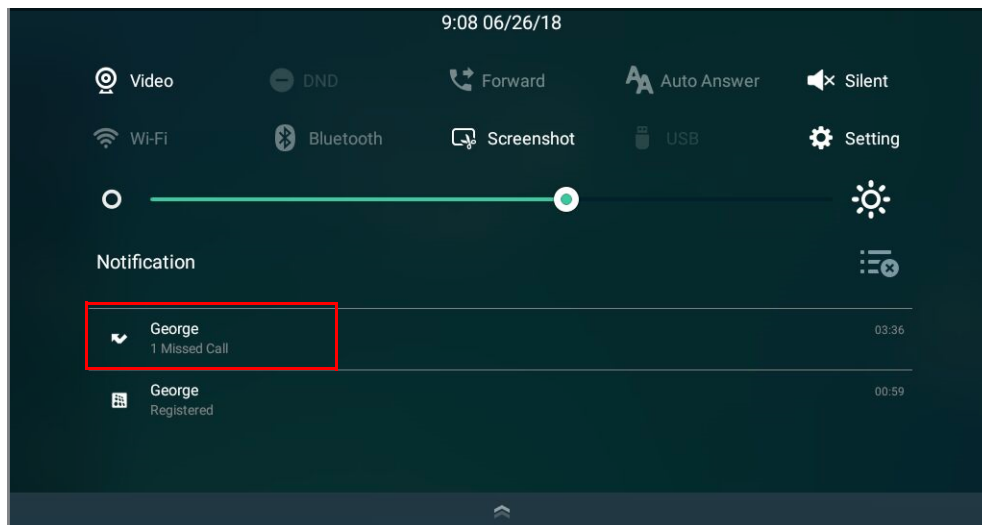 9:08 06/26/18
Video DND Forward Auto Answer Silent
Wi-Fi Bluetooth Screenshot USB Setting
Notification
George 03:36
1 Missed Call
George 00:59
Registered